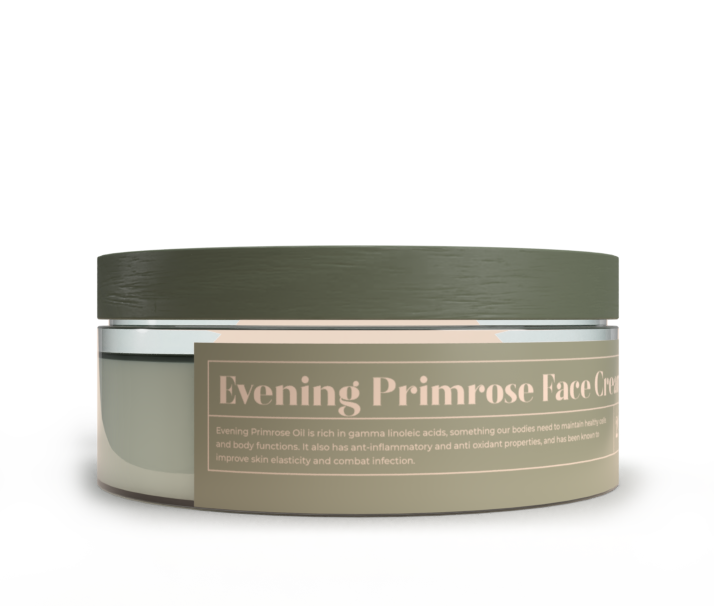 Evening Primrose Face Crea
Evening Primrose Oil is rich in gamma linoleic acids, something our bodies need to maintain healthy cells
and body functions. It also has ant-inflammatory and anti oxidant properties, and has been known to
improve skin elasticity and combat infection.